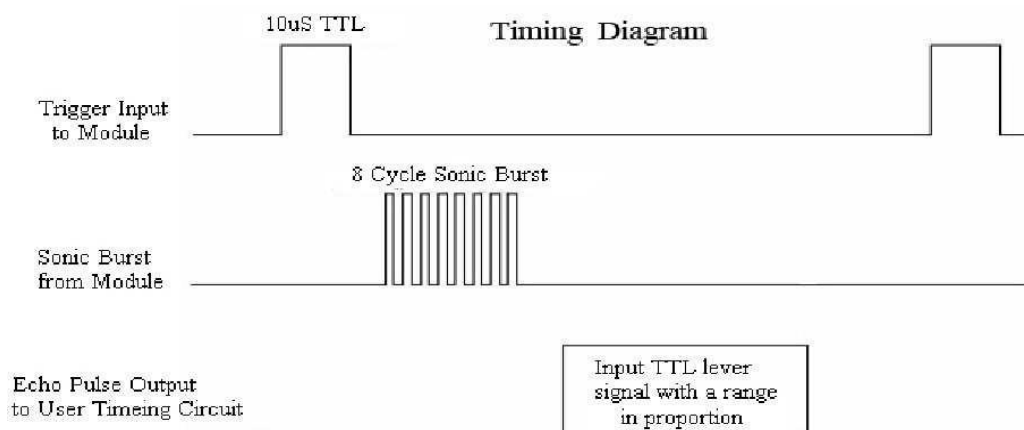 10uS TTL
Timing Diagram
Trigger Input
to Module
8 Cycle Sonic Burst
Sonic Burst
from Module
Echo Pulse Output
to User Timeing Circuit
Input TTL lever
signal with a range
in proportion